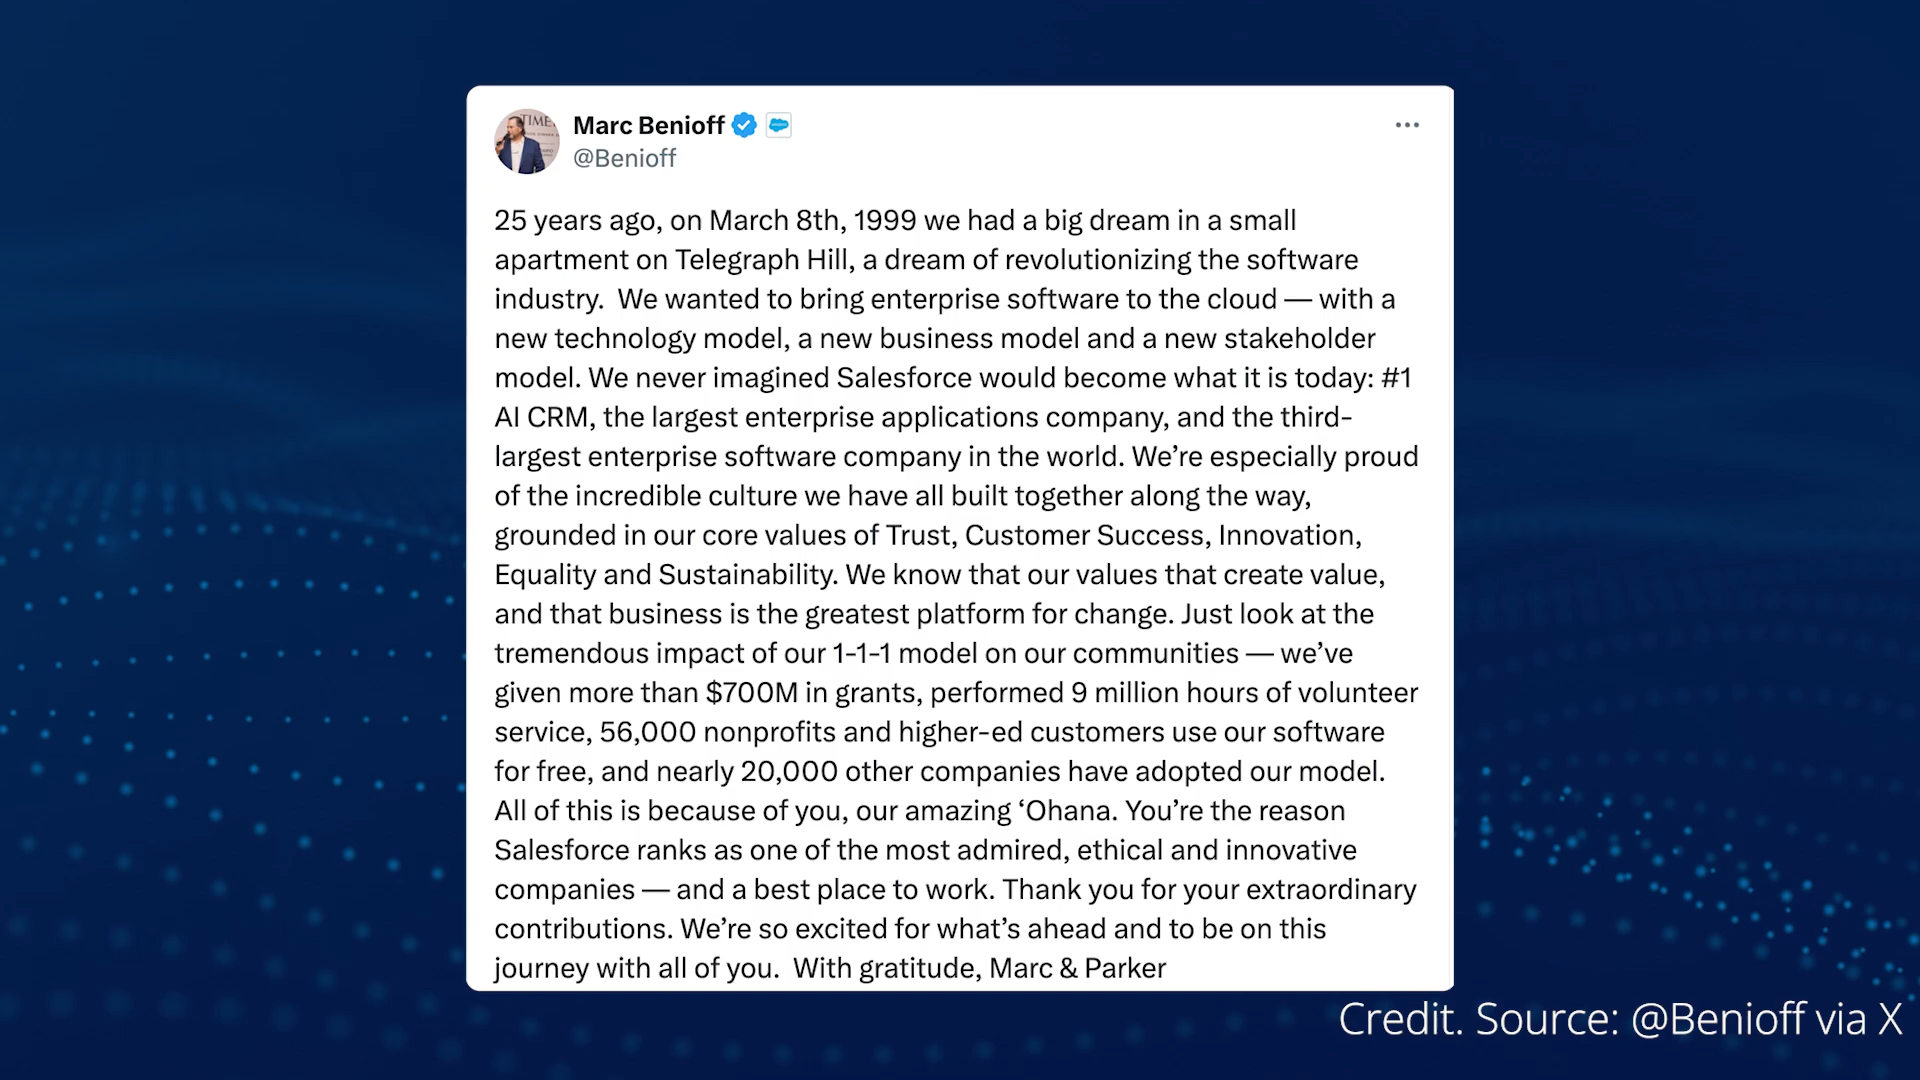 TIME
Marc Benioff
@Benioff
25 years ago, on March 8th, 1999 we had a big dream in a small
apartment on Telegraph Hill, a dream of revolutionizing the software
industry.  We wanted to bring enterprise software to the cloud — with a
new technology model, a new business model and a new stakeholder
model. We never imagined Salesforce would become what it is today: #1
AI CRM, the largest enterprise applications company, and the third-
largest enterprise software company in the world. We’re especially proud
of the incredible culture we have all built together along the way,
grounded in our core values of Trust, Customer Success, Innovation,
Equality and Sustainability. We know that our values that create value,
and that business is the greatest platform for change. Just look at the
tremendous impact of our 1-1-1 model on our communities — we’ve
given more than $700M in grants, performed 9 million hours of volunteer
service, 56,000 nonprofits and higher-ed customers use our software
for free, and nearly 20,000 other companies have adopted our model.
All of this is because of you, our amazing ‘Ohana. You’re the reason
Salesforce ranks as one of the most admired, ethical and innovative
companies — and a best place to work. Thank you for your extraordinary
contributions. We’re so excited for what’s ahead and to be on this
journey with all of you.  With gratitude, Marc & Parker
Credit. Source: @Benioff via X